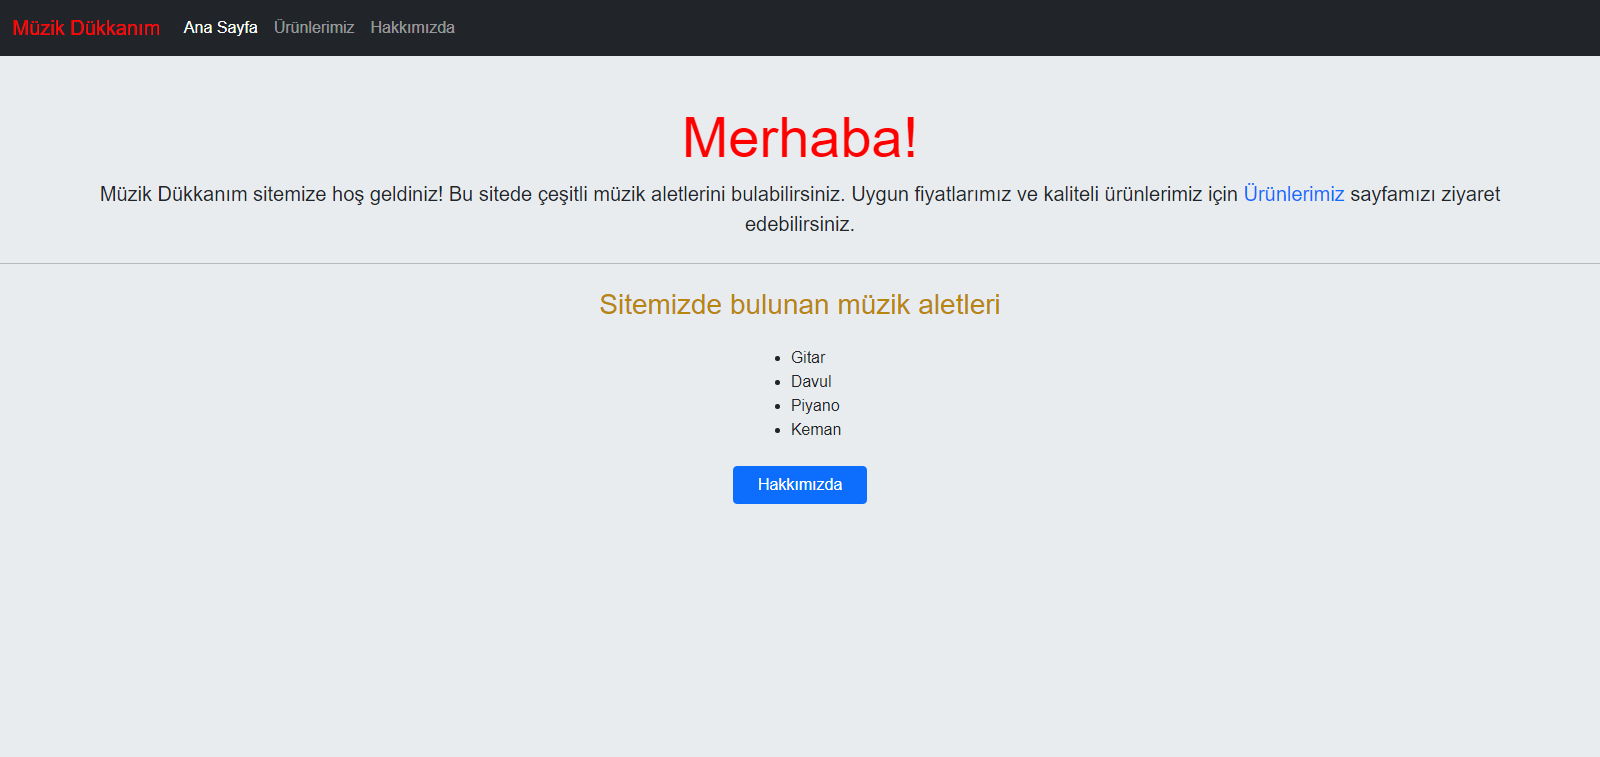 Müzik Dükkanım Ana Sayfa Ürünlerimiz Hakkımızda
Merhaba!
Müzik Dükkanım sitemize hoş geldiniz! Bu sitede çeşitli müzik aletlerini bulabilirsiniz. Uygun fiyatlarımız ve kaliteli ürünlerimiz için Ürünlerimiz sayfamızı ziyaret
edebilirsiniz.
Sitemizde bulunan müzik aletleri
• Gitar
• Davul
• Piyano
• Keman
Hakkımızda